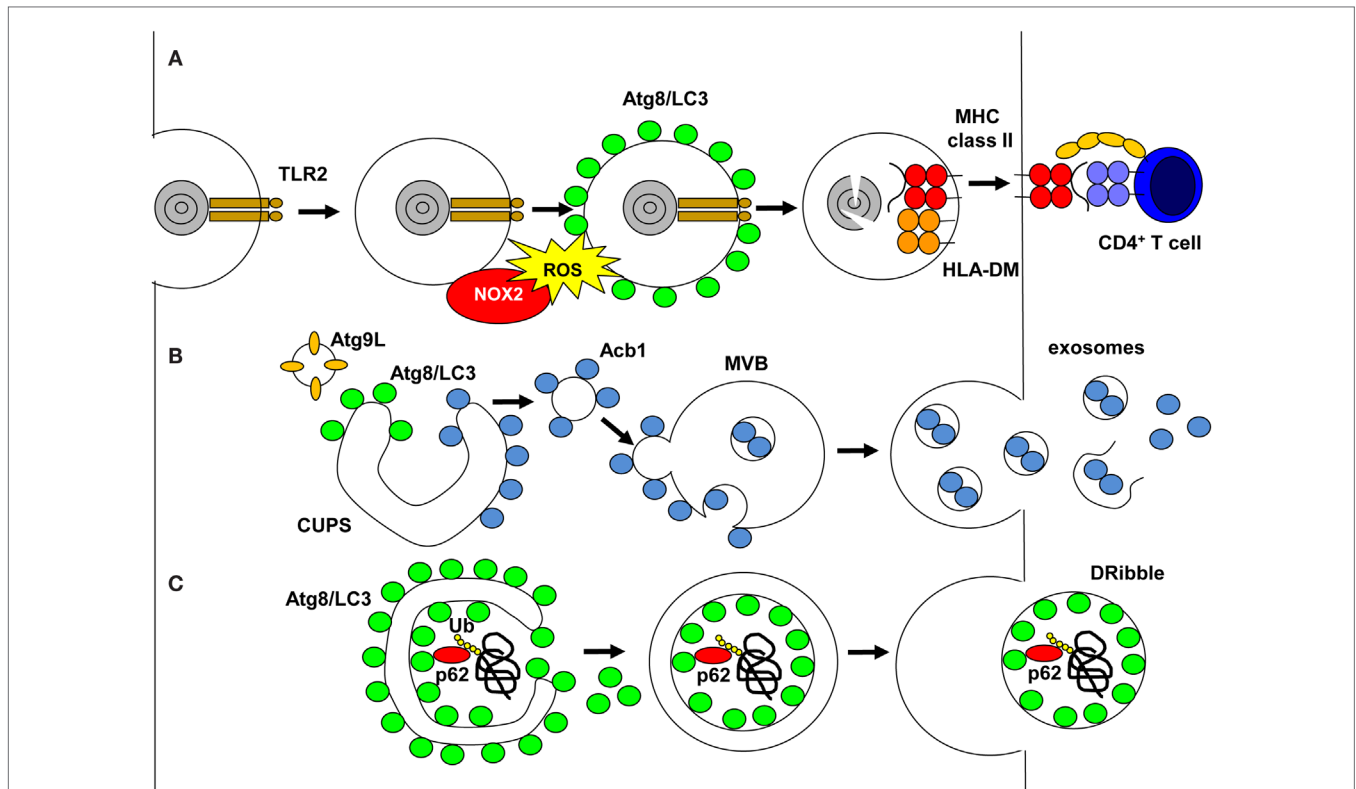 A
Atg8/LC3
TLR2
MHC
class II
ROS
NOX2
HLA-DM
CD4⁺ T cell
B
Atg9L
Atg8/LC3
Acb1
MVB
exosomes
CUPS
C
Atg8/LC3
Ub
p62
p62
DRibble
p62